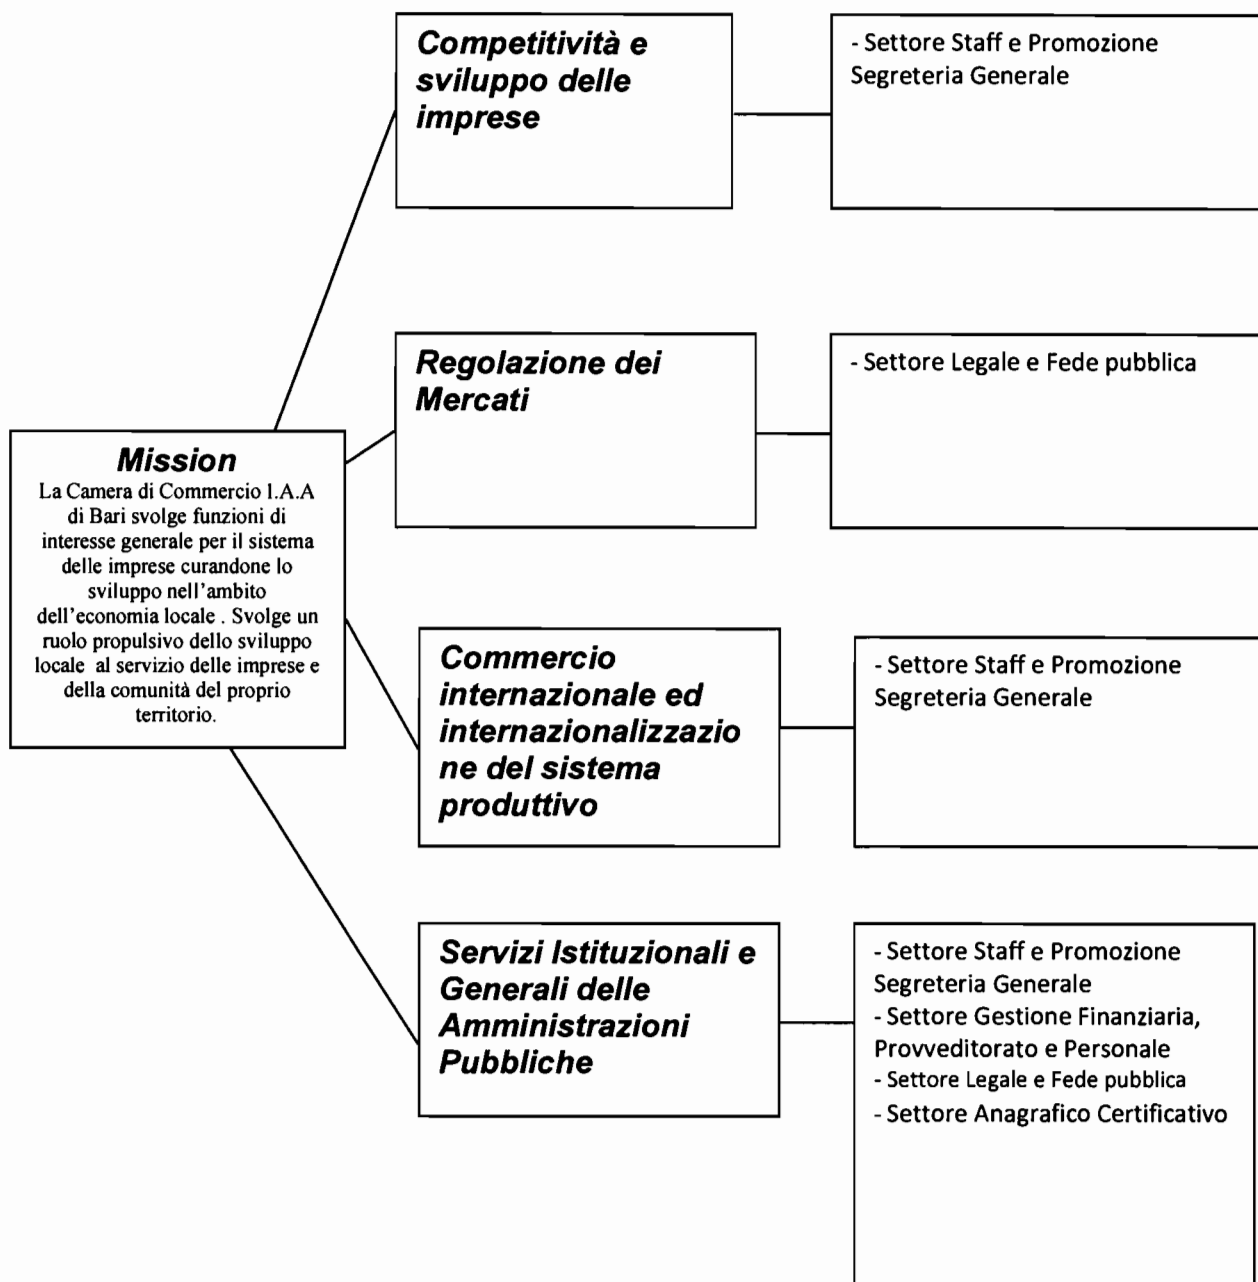 Competitività e
sviluppo delle
imprese
- Settore Staff e Promozione
Segreteria Generale
Regolazione dei
Mercati
- Settore Legale e Fede pubblica
Mission
La Camera di Commercio I.A.A
di Bari svolge funzioni di
interesse generale per il sistema
delle imprese curandone lo
sviluppo nell'ambito
dell'economia locale . Svolge un
ruolo propulsivo dello sviluppo
locale al servizio delle imprese e
della comunità del proprio
territorio.
Commercio
internazionale ed
internazionalizzazio
ne del sistema
produttivo
- Settore Staff e Promozione
Segreteria Generale
Servizi Istituzionali e
Generali delle
Amministrazioni
Pubbliche
- Settore Staff e Promozione
Segreteria Generale
- Settore Gestione Finanziaria,
Provveditorato e Personale
- Settore Legale e Fede pubblica
- Settore Anagrafico Certificativo